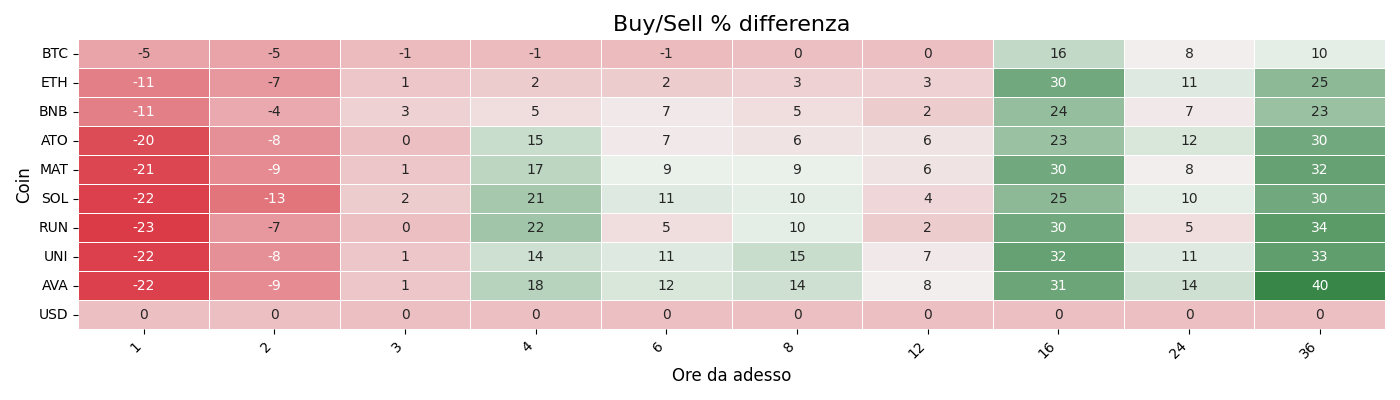 Buy/Sell % differenza
Coin
BTC -5 -5 -1 -1 -1 0 0 16 8 10
ETH -11 -7 1 2 2 3 3 30 11 25
BNB -11 -4 3 5 7 5 2 24 7 23
ATO -20 -8 0 15 7 6 6 23 12 30
MAT -21 -9 1 17 9 9 6 30 8 32
SOL -22 -13 2 21 11 10 4 25 10 30
RUN -23 -7 0 22 5 10 2 30 5 34
UNI -22 -8 1 14 11 15 7 32 11 33
AVA -22 -9 1 18 12 14 8 31 14 40
USD 0 0 0 0 0 0 0 0 0 0
1 2 3 4 6 8 12 16 24 36
Ore da adesso